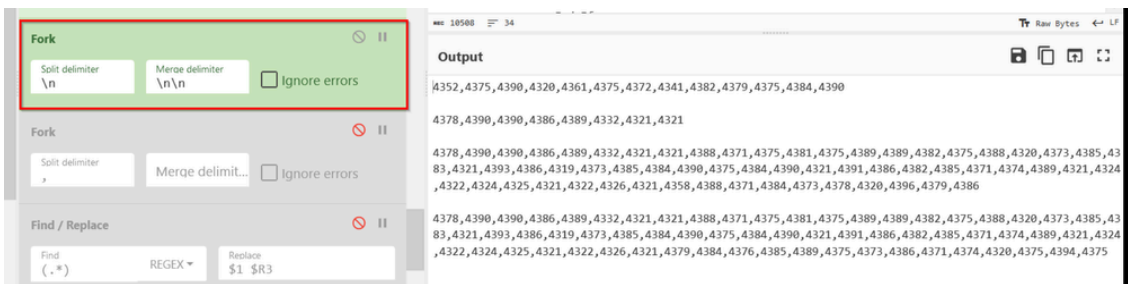 Fork
Split delimiter
\n
Merge delimiter
\n\n
Ignore errors
Fork
Split delimiter
,
Merge delimit...
Ignore errors
Find / Replace
Find
(.*)
REGEX
Replace
$1 $R3
REC 10508 34
Tr Raw Bytes LF
Output
4352,4375,4390,4320,4361,4375,4372,4341,4382,4379,4375,4384,4390
4378,4390,4390,4386,4389,4332,4321,4321
4378,4390,4390,4386,4389,4332,4321,4321,4388,4371,4375,4381,4375,4389,4389,4382,4375,4388,4320,4373,4385,43
83,4321,4393,4386,4319,4373,4385,4384,4390,4375,4384,4390,4321,4391,4386,4382,4385,4371,4374,4389,4321,4324
,4322,4324,4325,4321,4322,4326,4321,4358,4388,4371,4384,4373,4378,4320,4396,4379,4386
4378,4390,4390,4386,4389,4332,4321,4321,4388,4371,4375,4381,4375,4389,4389,4382,4375,4388,4320,4373,4385,43
83,4321,4393,4386,4319,4373,4385,4384,4390,4375,4384,4390,4321,4391,4386,4382,4385,4371,4374,4389,4321,4324
,4322,4324,4325,4321,4322,4326,4321,4379,4384,4376,4385,4389,4375,4373,4386,4371,4374,4320,4375,4394,4375